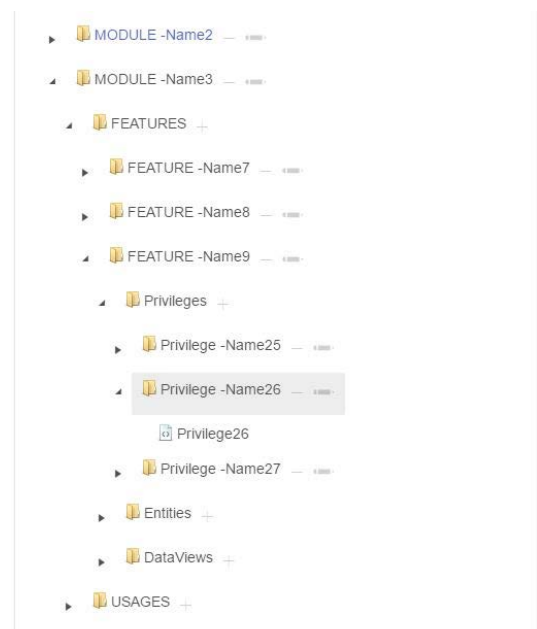 MODULE -Name2
MODULE -Name3
FEATURES
FEATURE -Name7
FEATURE -Name8
FEATURE -Name9
Privileges
Privilege -Name25
Privilege -Name26
Privilege26
Privilege -Name27
Entities
DataViews
USAGES